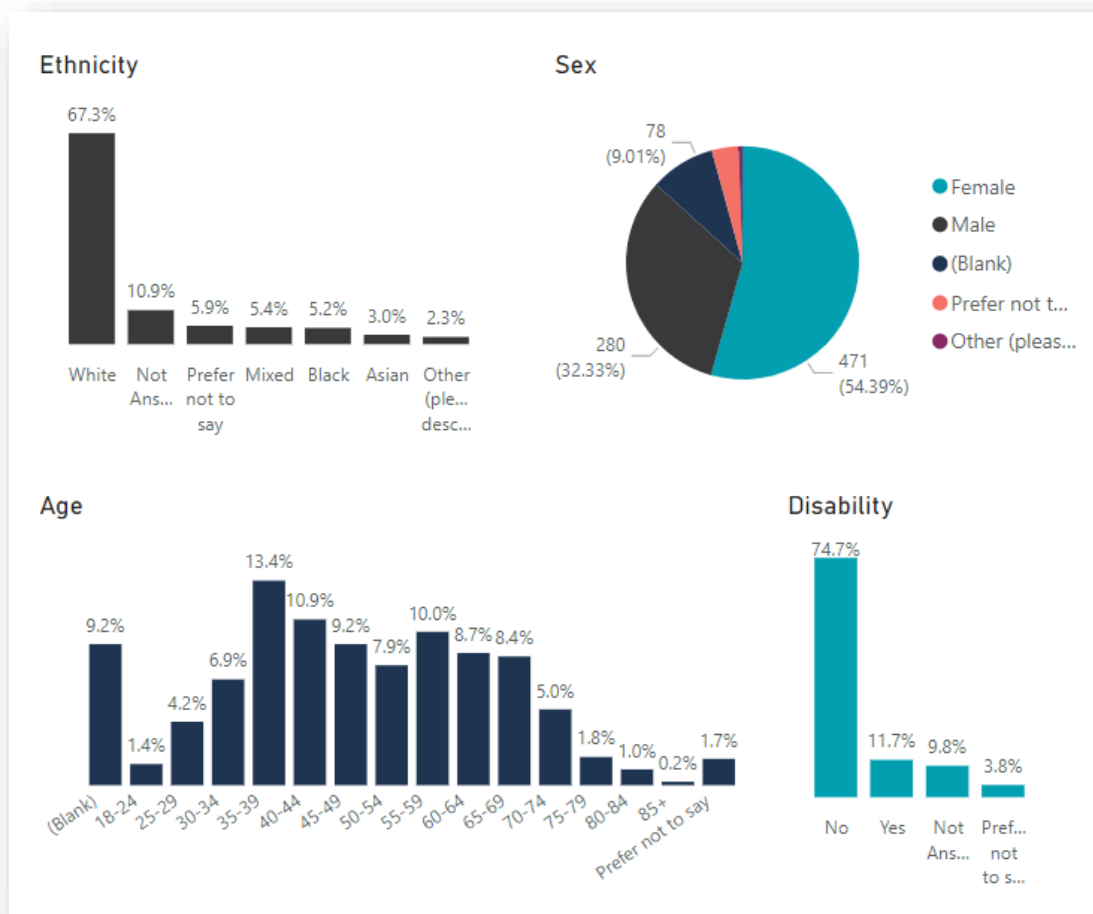 Ethnicity
67.3%
10.9%
5.9%
5.4%
5.2%
3.0%
2.3%
White
Not
Ans...
Prefer
not to
say
Mixed
Black
Asian
Other
(ple...
desc...
Sex
78
(9.01%)
280
(32.33%)
471
(54.39%)
Female
Male
(Blank)
Prefer not t...
Other (pleas...
Age
9.2%
1.4%
4.2%
6.9%
13.4%
10.9%
9.2%
7.9%
10.0%
8.7%
8.4%
5.0%
1.8%
1.0%
0.2%
1.7%
(Blank)
18-24
25-29
30-34
35-39
40-44
45-49
50-54
55-59
60-64
65-69
70-74
75-79
80-84
85+
Prefer not to say
Disability
74.7%
11.7%
9.8%
3.8%
No
Yes
Not
Ans...
Pref...
not
to s...